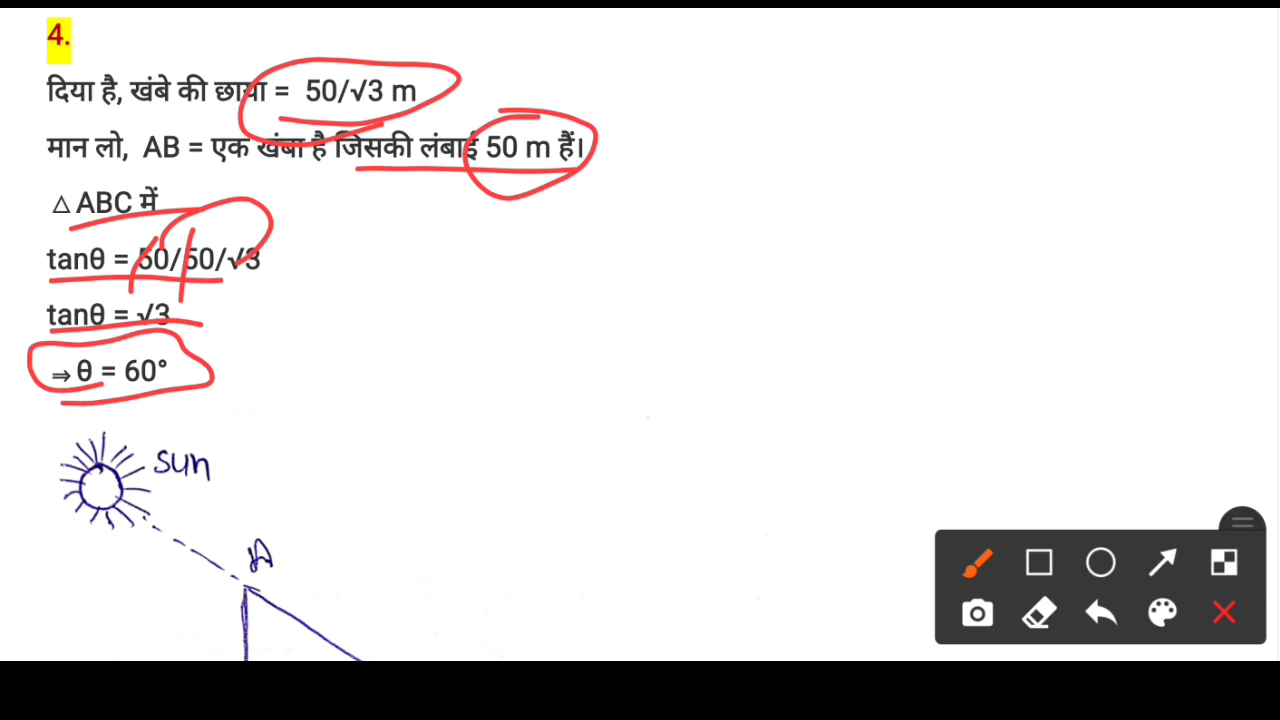 4.
दिया है, खंबे की छाया = 50/√3 m
मान लो, AB = एक खंबा है जिसकी लंबाई 50 m हैं।
△ ABC में
tanθ = 50/50/√3
tanθ = √3
⇒ θ = 60°
sun
A